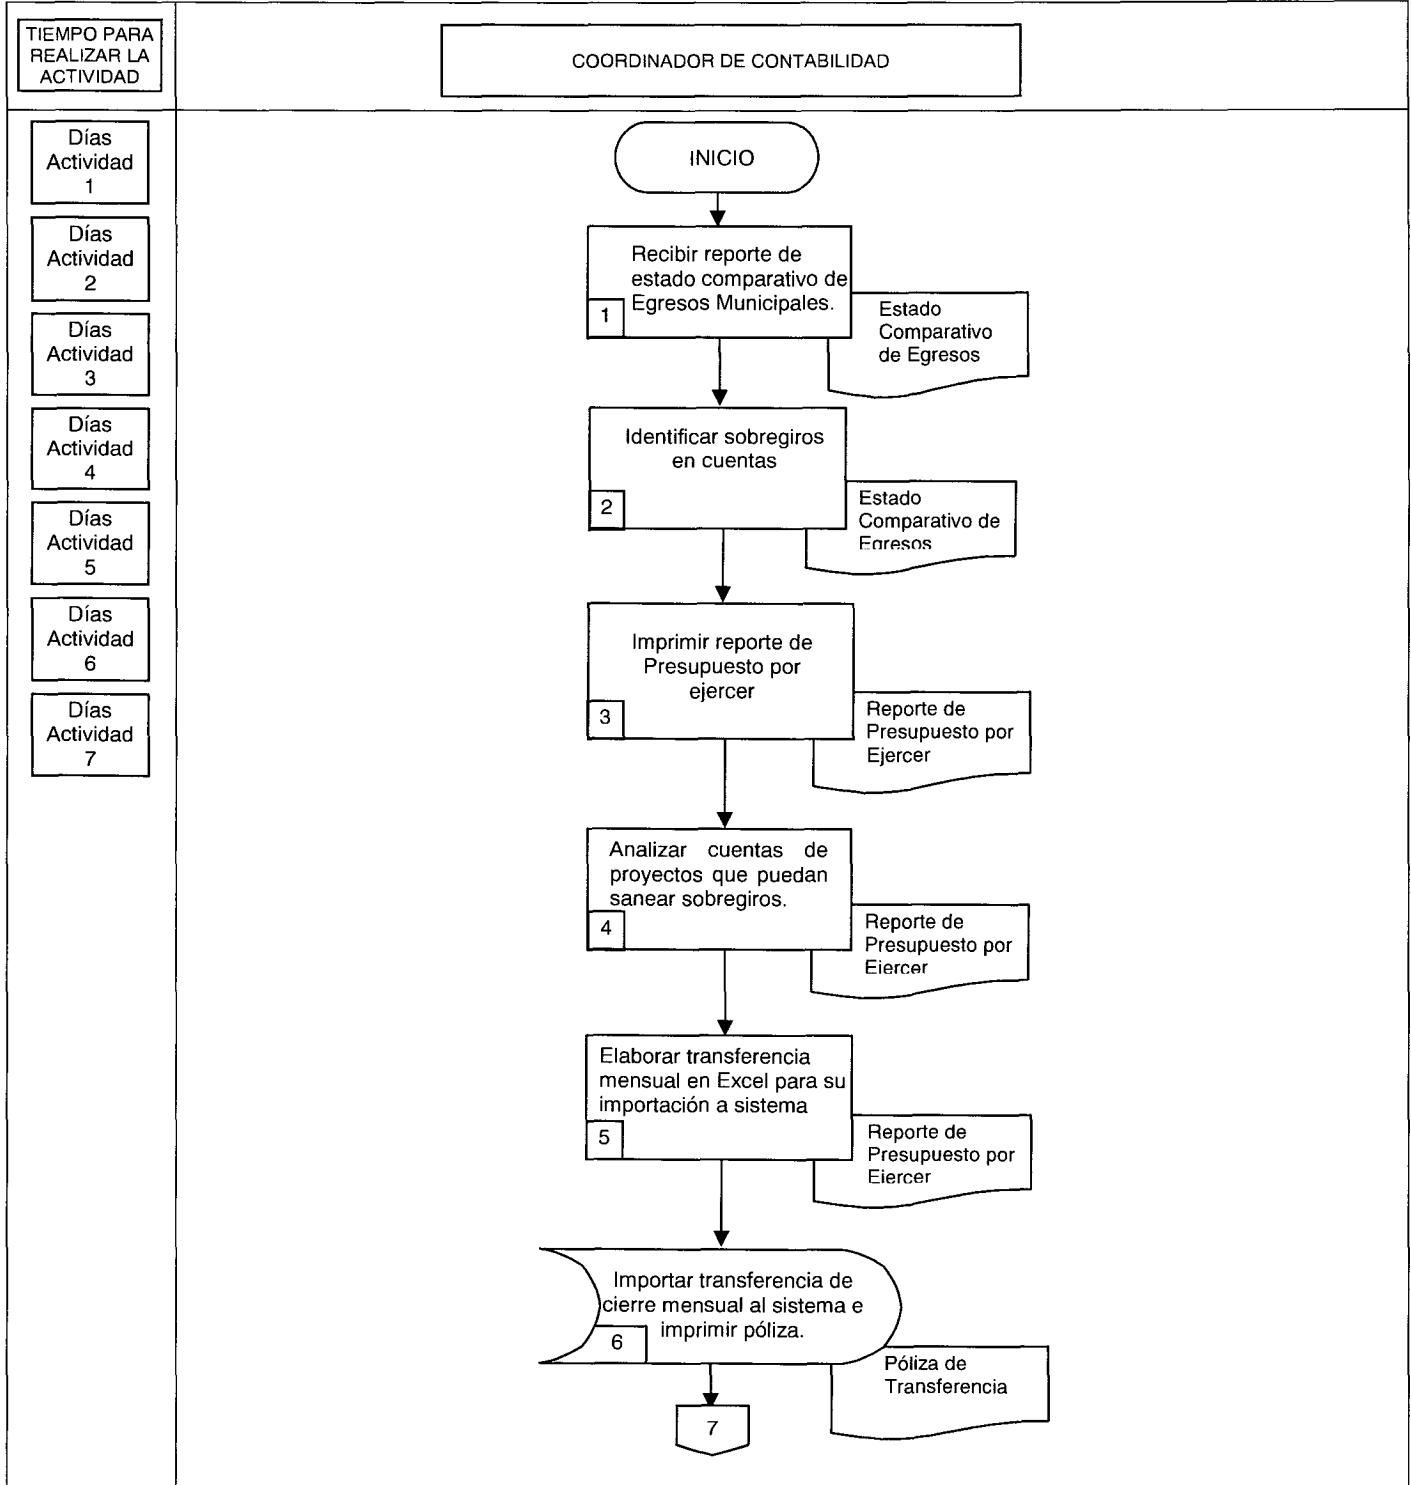 TIEMPO PARA
REALIZAR LA
ACTIVIDAD
COORDINADOR DE CONTABILIDAD
Días
Actividad
1
Días
Actividad
2
Días
Actividad
3
Días
Actividad
4
Días
Actividad
5
Días
Actividad
6
Días
Actividad
7
INICIO
Recibir reporte de
estado comparativo de
Egresos Municipales.
1
Estado
Comparativo
de Egresos
Identificar sobregiros
en cuentas
2
Estado
Comparativo de
Egresos
Imprimir reporte de
Presupuesto por
ejercer
3
Reporte de
Presupuesto por
Ejercer
Analizar cuentas de
proyectos que puedan
sanear sobregiros.
4
Reporte de
Presupuesto por
Ejercer
Elaborar transferencia
mensual en Excel para su
importación a sistema
5
Reporte de
Presupuesto por
Ejercer
Importar transferencia de
cierre mensual al sistema e
imprimir póliza.
6
Póliza de
Transferencia
7